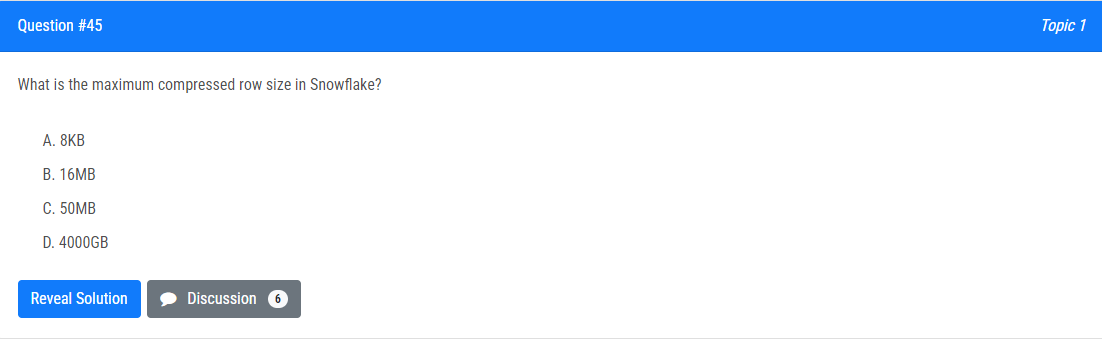 Question #45 Topic 1
What is the maximum compressed row size in Snowflake?
A. 8KB
B. 16MB
C. 50MB
D. 4000GB
Reveal Solution Discussion 6